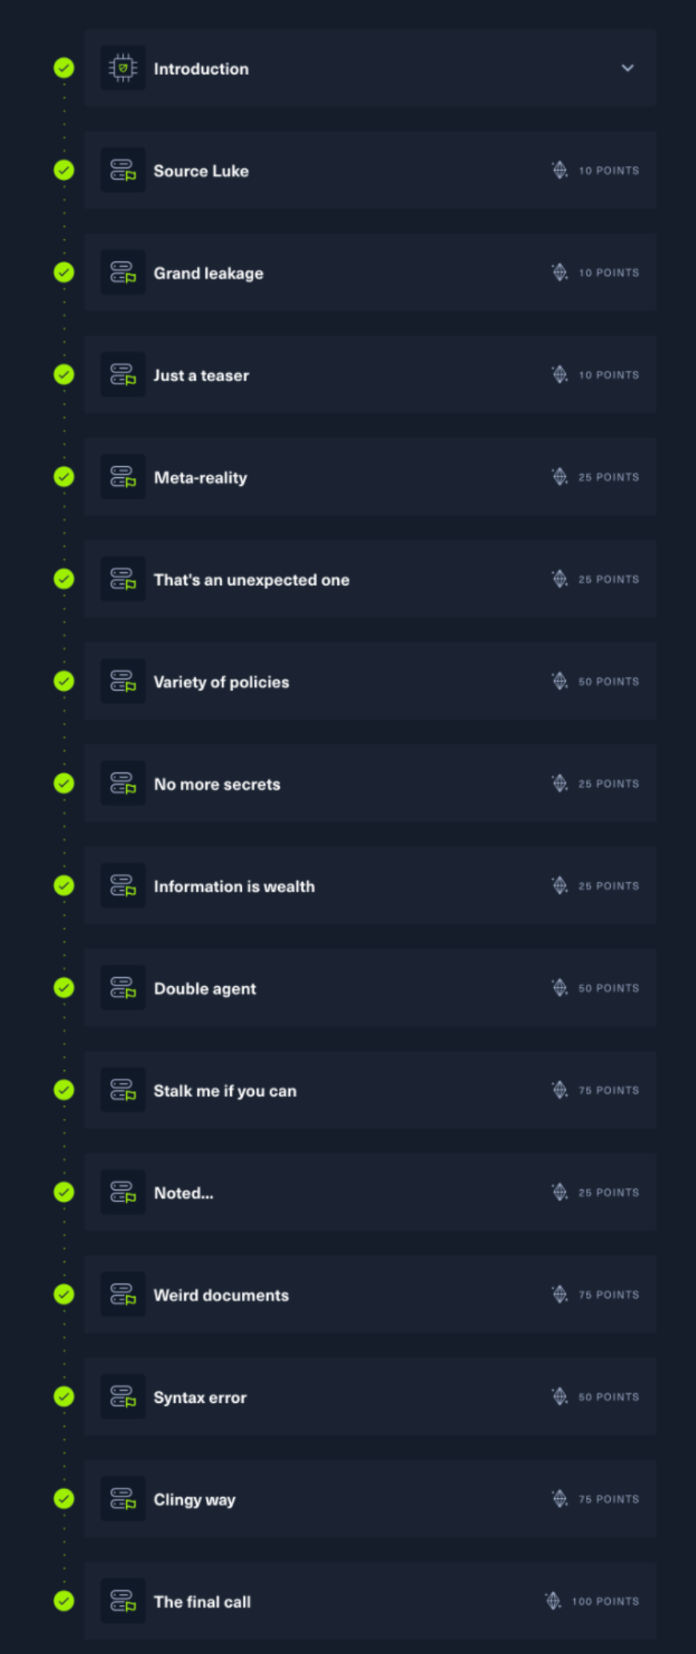 Introduction
Source Luke 10 POINTS
Grand leakage 10 POINTS
Just a teaser 10 POINTS
Meta-reality 25 POINTS
That's an unexpected one 25 POINTS
Variety of policies 50 POINTS
No more secrets 25 POINTS
Information is wealth 25 POINTS
Double agent 50 POINTS
Stalk me if you can 75 POINTS
Noted... 25 POINTS
Weird documents 75 POINTS
Syntax error 50 POINTS
Clingy way 75 POINTS
The final call 100 POINTS